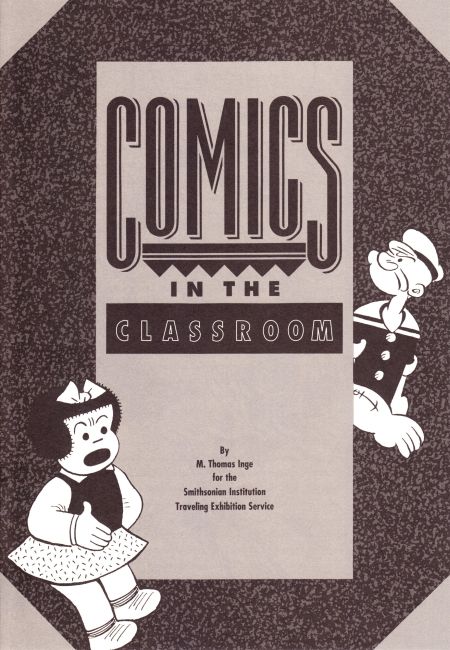 COMICS
IN THE
CLASSROOM
By
M. Thomas Inge
for the
Smithsonian Institution
Traveling Exhibition Service